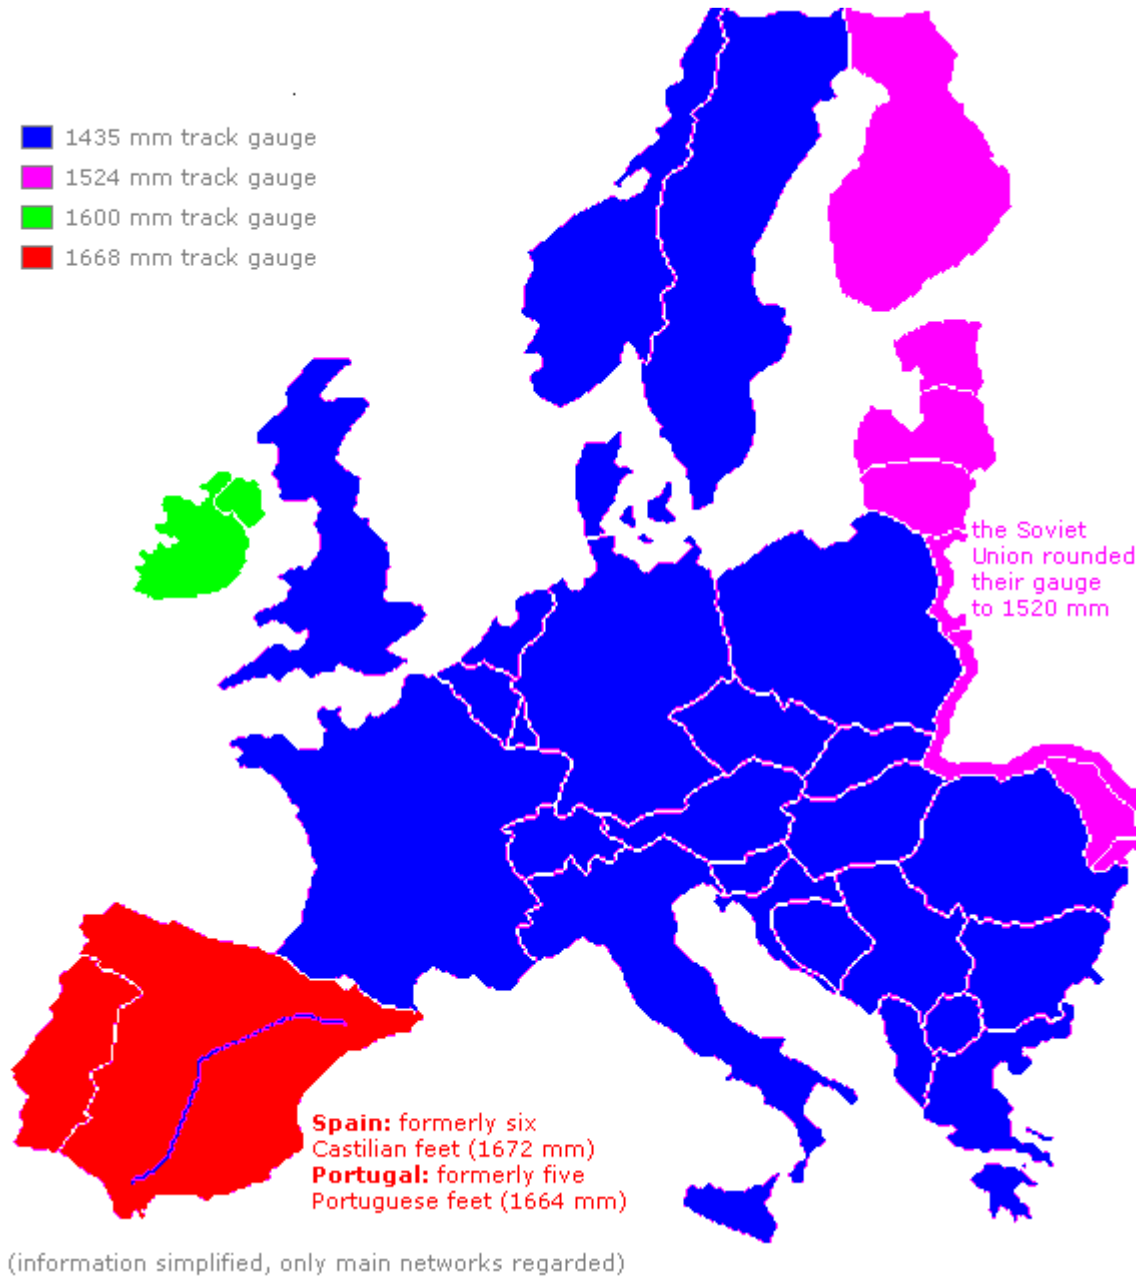 1435 mm track gauge
1524 mm track gauge
1600 mm track gauge
1668 mm track gauge
the Soviet
Union rounded
their gauge
to 1520 mm
Spain: formerly six
Castilian feet (1672 mm)
Portugal: formerly five
Portuguese feet (1664 mm)
(information simplified, only main networks regarded)